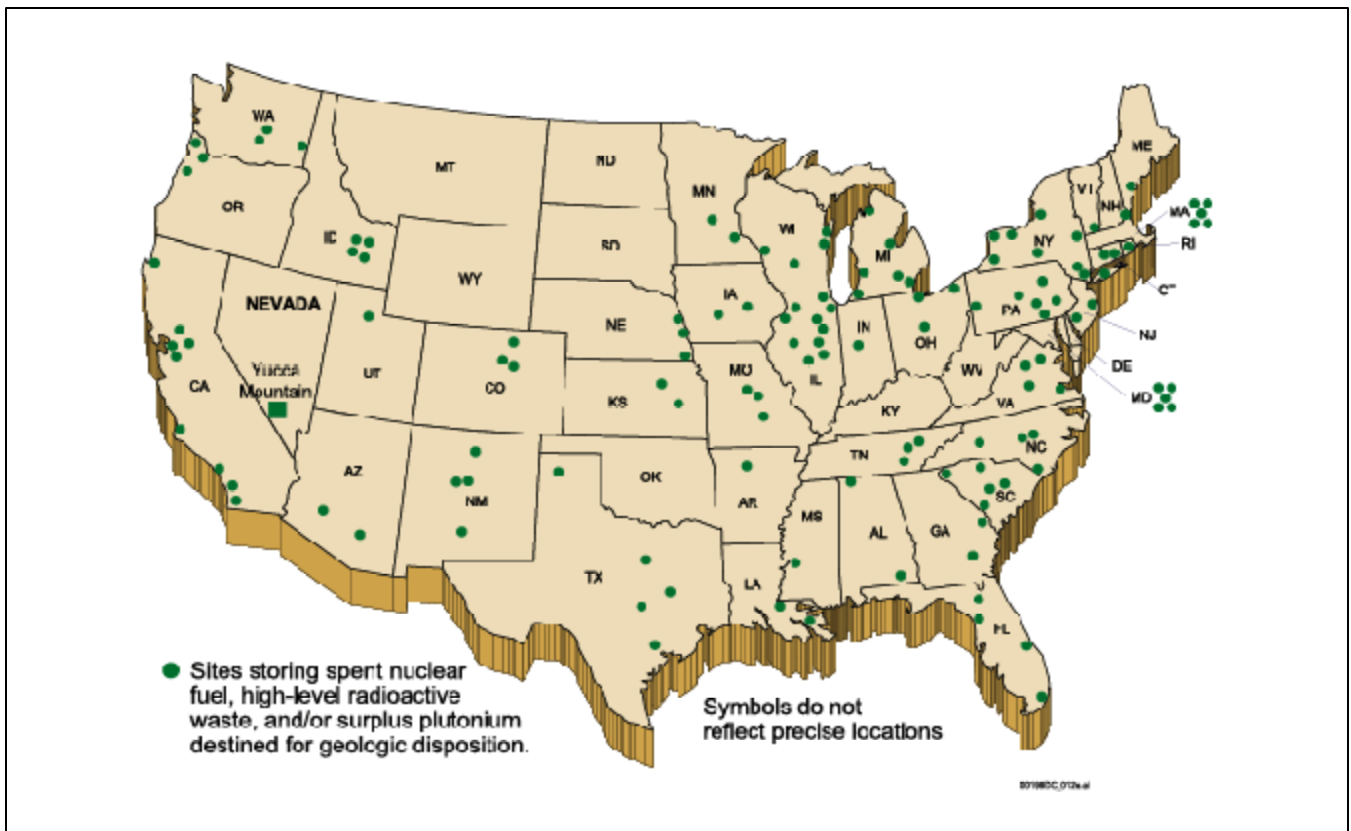 WA
ME
MT
ND
MN
VT
NH
OR
ID
WI
MA
SD
NY
RI
MI
WY
IA
CT
NEVADA
NE
PA
IN
OH
NJ
Yucca
UT
MO
IL
WV
DE
CA
Mountain
CO
KS
KY
VA
MD
TN
NC
AZ
OK
NM
AR
SC
MS
AL
GA
TX
LA
FL
Sites storing spent nuclear
fuel, high-level radioactive
waste, and/or surplus plutonium
destined for geologic disposition.
Symbols do not
reflect precise locations